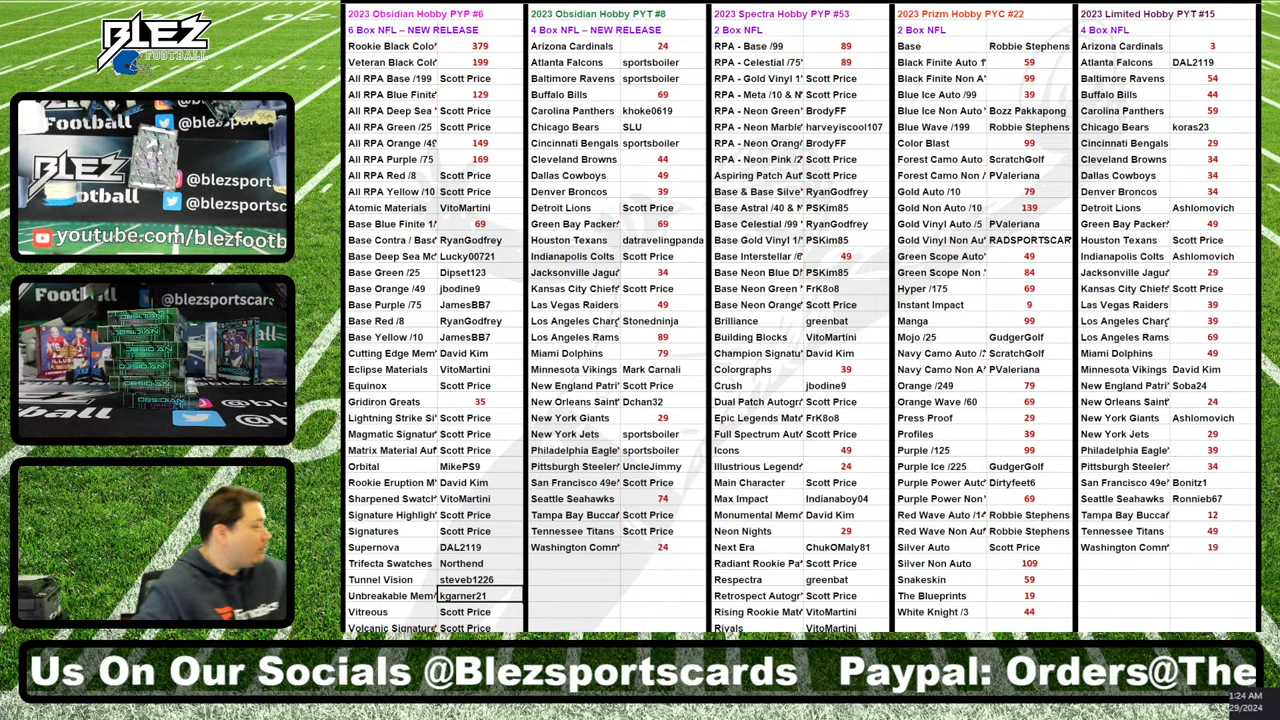 BLEZ
FOOTBALL
Football
@blezsport
youtube.com/blezfootb
@blezsportscar
OBSIDIAN
2023 Obsidian Hobby PYP #6
6 Box NFL – NEW RELEASE
Rookie Black Colo 379
Veteran Black Col 199
All RPA Base /199 Scott Price
All RPA Blue Finite 129
All RPA Deep Sea Scott Price
All RPA Green /25 Scott Price
All RPA Orange /49 149
All RPA Purple /75 169
All RPA Red /8 Scott Price
All RPA Yellow /10 Scott Price
Atomic Materials VitoMartini
Base Blue Finite 1/ 69
Base Contra / Base RyanGodfrey
Base Deep Sea Mo Lucky00721
Base Green /25 Dipset123
Base Orange /49 jbodine9
Base Purple /75 JamesBB7
Base Red /8 RyanGodfrey
Base Yellow /10 JamesBB7
Cutting Edge Mem David Kim
Eclipse Materials VitoMartini
Equinox Scott Price
Gridiron Greats 35
Lightning Strike Si Scott Price
Magmatic Signatur Scott Price
Matrix Material Aut Scott Price
Orbital MikePS9
Rookie Eruption M David Kim
Sharpened Swatch VitoMartini
Signature Highligh Scott Price
Signatures Scott Price
Supernova DAL2119
Trifecta Swatches Northend
Tunnel Vision steveb1226
Unbreakable Mem kgarner21
Vitreous Scott Price
Volcanic Signature Scott Price
2023 Obsidian Hobby PYT #8
4 Box NFL – NEW RELEASE
Arizona Cardinals 24
Atlanta Falcons sportsboiler
Baltimore Ravens sportsboiler
Buffalo Bills 69
Carolina Panthers khoke0619
Chicago Bears SLU
Cincinnati Bengals sportsboiler
Cleveland Browns 44
Dallas Cowboys 49
Denver Broncos 39
Detroit Lions Scott Price
Green Bay Packer 69
Houston Texans datravelingpanda
Indianapolis Colts Scott Price
Jacksonville Jagu 34
Kansas City Chiefs Scott Price
Las Vegas Raiders 49
Los Angeles Charg Stonedninja
Los Angeles Rams 89
Miami Dolphins 79
Minnesota Vikings Mark Carnali
New England Patri Scott Price
New Orleans Saint Dchan32
New York Giants 29
New York Jets sportsboiler
Philadelphia Eagle sportsboiler
Pittsburgh Steeler UncleJimmy
San Francisco 49e Scott Price
Seattle Seahawks 74
Tampa Bay Buccar Scott Price
Tennessee Titans Scott Price
Washington Comm 24
2023 Spectra Hobby PYP #53
2 Box NFL
RPA - Base /99 89
RPA - Celestial /75 89
RPA - Gold Vinyl 1 Scott Price
RPA - Meta /10 & N Scott Price
RPA - Neon Green BrodyFF
RPA - Neon Marble harveyiscool107
RPA - Neon Orang BrodyFF
RPA - Neon Pink /2 Scott Price
Aspiring Patch Aut Scott Price
Base & Base Silve RyanGodfrey
Base Astral /40 & N PSKim85
Base Celestial /99 RyanGodfrey
Base Gold Vinyl 1/ PSKim85
Base Interstellar /6 49
Base Neon Blue D PSKim85
Base Neon Green FrK8o8
Base Neon Orange Scott Price
Brilliance greenbat
Building Blocks VitoMartini
Champion Signatu David Kim
Colorgraphs 39
Crush jbodine9
Dual Patch Autogr Scott Price
Epic Legends Mat FrK8o8
Full Spectrum Aut Scott Price
Icons 49
Illustrious Legend 24
Main Character Scott Price
Max Impact Indianaboy04
Monumental Mem David Kim
Neon Nights 29
Next Era ChukOMaly81
Radiant Rookie Pa Scott Price
Respectra greenbat
Retrospect Autogr Scott Price
Rising Rookie Mat VitoMartini
Rivals VitoMartini
2023 Prizm Hobby PYC #22
2 Box NFL
Base Robbie Stephens
Black Finite Auto 1 59
Black Finite Non A 99
Blue Ice Auto /99 39
Blue Ice Non Auto Bozz Pakkapong
Blue Wave /199 Robbie Stephens
Color Blast 99
Forest Camo Auto ScratchGolf
Forest Camo Non PValeriana
Gold Auto /10 79
Gold Non Auto /10 139
Gold Vinyl Auto /5 PValeriana
Gold Vinyl Non Au RADSPORTSCAR
Green Scope Auto 49
Green Scope Non 84
Hyper /175 69
Instant Impact 9
Manga 99
Mojo /25 GudgerGolf
Navy Camo Auto / ScratchGolf
Navy Camo Non A PValeriana
Orange /249 79
Orange Wave /60 69
Press Proof 29
Profiles 39
Purple /125 99
Purple Ice /225 GudgerGolf
Purple Power Auto Dirtyfeet6
Purple Power Non 69
Red Wave Auto /14 Robbie Stephens
Red Wave Non Aut Robbie Stephens
Silver Auto Scott Price
Silver Non Auto 109
Snakeskin 59
The Blueprints 19
White Knight /3 44
2023 Limited Hobby PYT #15
4 Box NFL
Arizona Cardinals 3
Atlanta Falcons DAL2119
Baltimore Ravens 54
Buffalo Bills 44
Carolina Panthers 59
Chicago Bears koras23
Cincinnati Bengals 29
Cleveland Browns 34
Dallas Cowboys 34
Denver Broncos 34
Detroit Lions Ashlomovich
Green Bay Packer 49
Houston Texans Scott Price
Indianapolis Colts Ashlomovich
Jacksonville Jagu 29
Kansas City Chiefs Scott Price
Las Vegas Raiders 39
Los Angeles Charg 39
Los Angeles Rams 69
Miami Dolphins 49
Minnesota Vikings David Kim
New England Patri Soba24
New Orleans Saint 24
New York Giants Ashlomovich
New York Jets 29
Philadelphia Eagle 39
Pittsburgh Steeler 34
San Francisco 49e Bonitz1
Seattle Seahawks Ronnieb67
Tampa Bay Buccar 12
Tennessee Titans 49
Washington Comm 19
Us On Our Socials @Blezsportscards Paypal: Orders@The
1:24 AM
29/2024